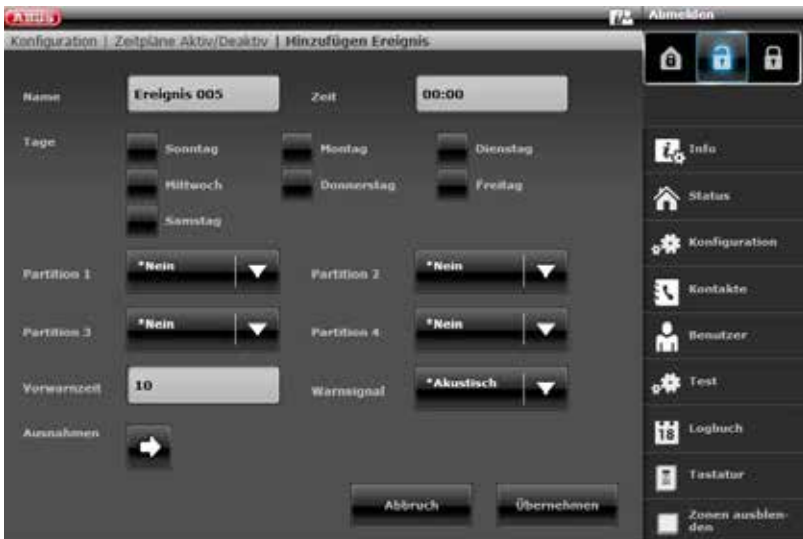 ABUS
Abmelden
Konfiguration | Zeitpläne Aktiv/Deaktiv | Hinzufügen Ereignis
Name Ereignis 005 Zeit 00:00
Tage Sonntag Montag Dienstag
Mittwoch Donnerstag Freitag
Samstag
Partition 1 *Nein Partition 2 *Nein
Partition 3 *Nein Partition 4 *Nein
Vorwarnzeit 10 Warnsignal *Akustisch
Ausnahmen
Abbruch Übernehmen
Info
Status
Konfiguration
Kontakte
Benutzer
Test
18 Logbuch
Tastatur
Zonen ausblen-
den